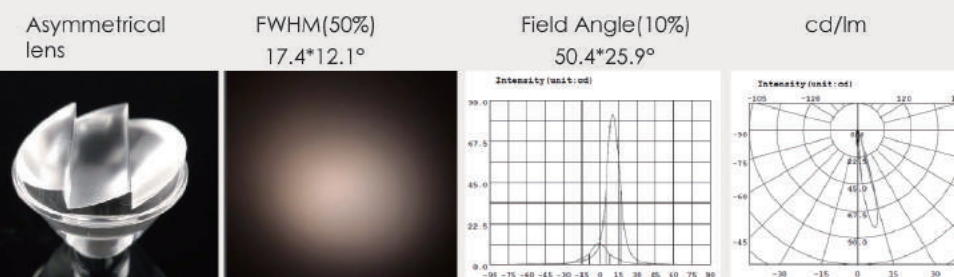 Asymmetrical
lens
FWHM(50%)
17.4*12.1°
Field Angle(10%)
50.4*25.9°
cd/lm
Intensity(unit:cd)
90.0
67.5
45.0
22.5
0.0
-90 -75 -60 -45 -30 -15 0 15 30 45 60 75 90
Intensity(unit:cd)
-105 -120 120
-90
-75
22.5
-60
45.0
67.5
-45
90.0
-30 -15 0 15 30